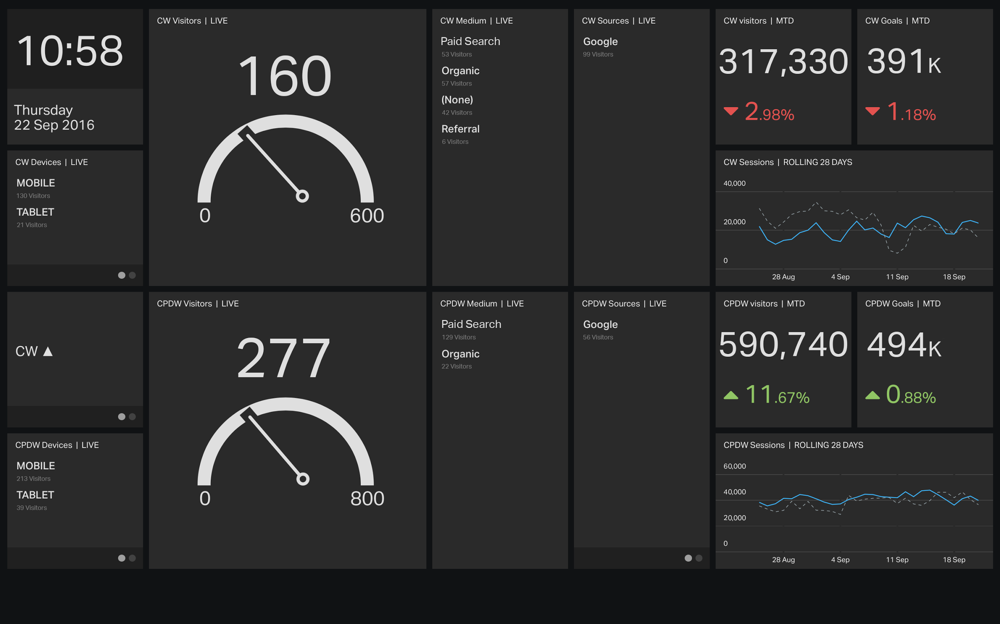 10:58
Thursday
22 Sep 2016
CW Devices | LIVE
MOBILE
130 Visitors
TABLET
21 Visitors
CW Visitors | LIVE
160
0
600
CW Medium | LIVE
Paid Search
53 Visitors
Organic
57 Visitors
(None)
42 Visitors
Referral
6 Visitors
CW Sources | LIVE
Google
99 Visitors
CW visitors | MTD
317,330
▼ 2.98%
CW Goals | MTD
391K
▼ 1.18%
CW Sessions | ROLLING 28 DAYS
40,000
20,000
0
28 Aug
4 Sep
11 Sep
18 Sep
CW ▲
CPDW Devices | LIVE
MOBILE
213 Visitors
TABLET
39 Visitors
CPDW Visitors | LIVE
277
0
800
CPDW Medium | LIVE
Paid Search
129 Visitors
Organic
22 Visitors
CPDW Sources | LIVE
Google
56 Visitors
CPDW visitors | MTD
590,740
▲ 11.67%
CPDW Goals | MTD
494K
▲ 0.88%
CPDW Sessions | ROLLING 28 DAYS
60,000
40,000
20,000
0
28 Aug
4 Sep
11 Sep
18 Sep